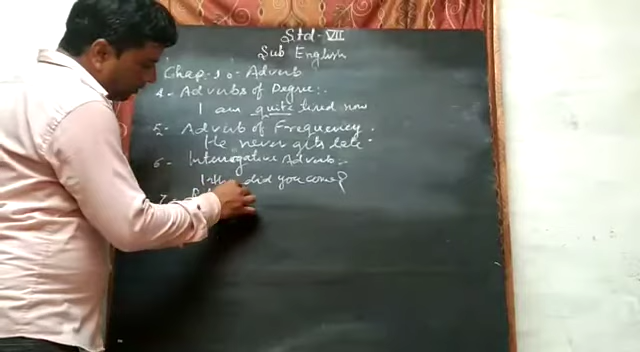 Std - VII
Sub English
Chap. 10 - Adverb
4 - Adverbs of Degree:-
I am quite tired now
5 - Adverb of Frequency.
He never gets late.
6 - Interrogative Adverb:-
did you come?
7 -